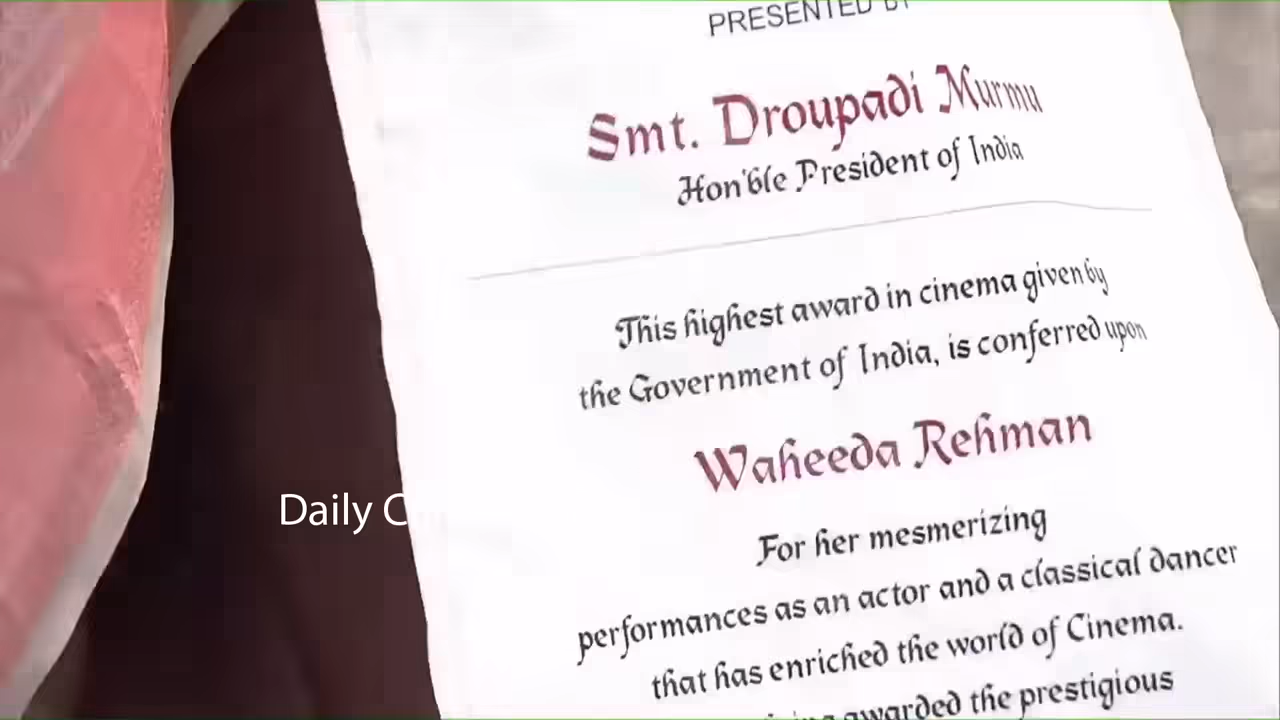 PRESENTED BY
Smt. Droupadi Murmu
Hon'ble President of India
This highest award in cinema given by
the Government of India, is conferred upon
Waheeda Rehman
For her mesmerizing
performances as an actor and a classical dancer
that has enriched the world of Cinema.
awarded the prestigious
Daily